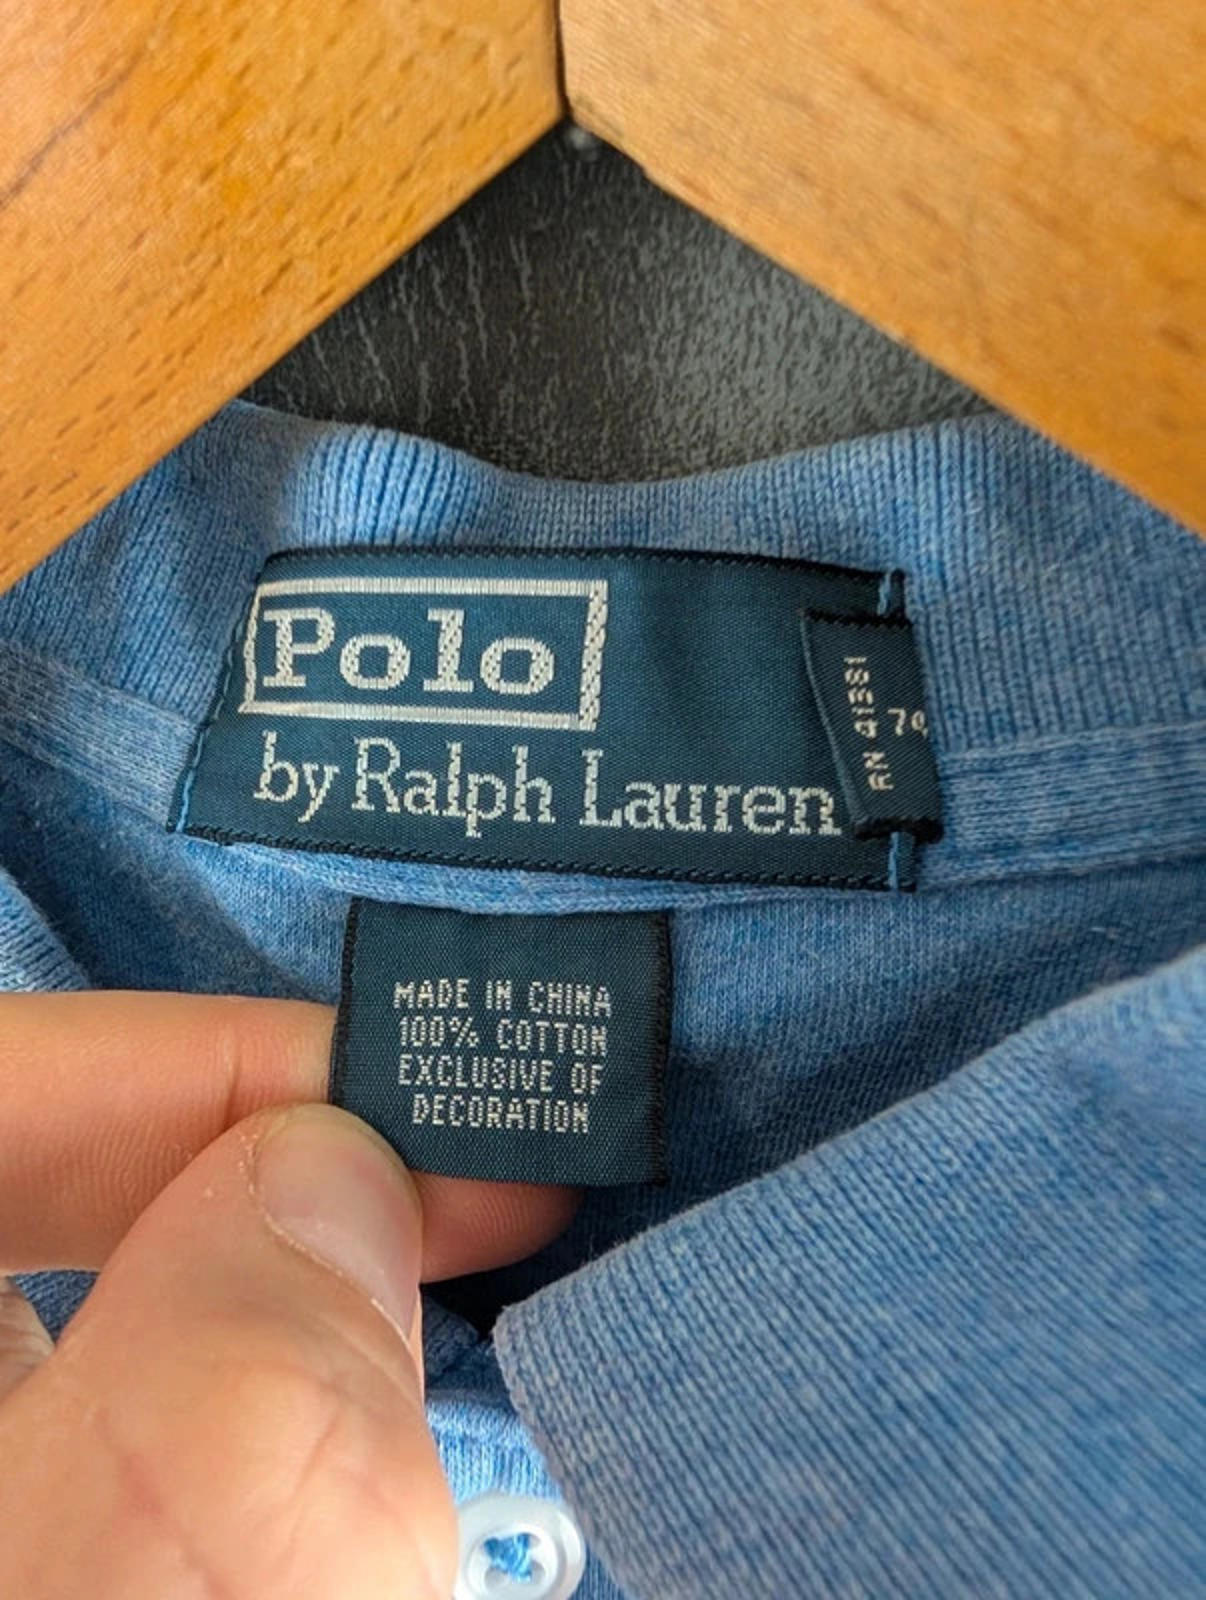 Polo
by Ralph Lauren
RN 41381
MADE IN CHINA
100% COTTON
EXCLUSIVE OF
DECORATION